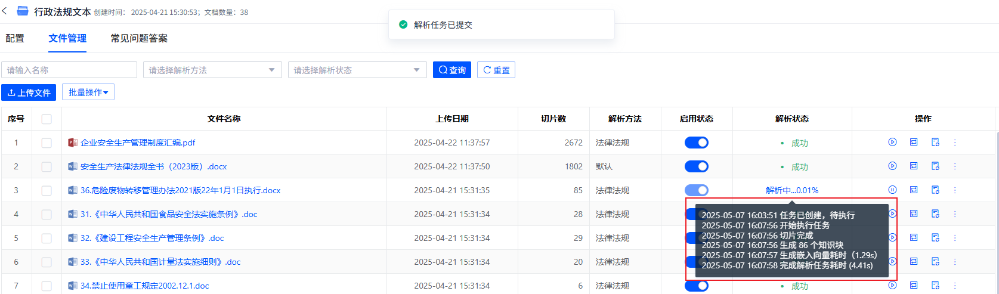 行政法规文本 创建时间： 2025-04-21 15:30:53；文档数量：38
解析任务已提交
配置 文件管理 常见问题答案
请输入名称 请选择解析方法 请选择解析状态 查询 重置
上传文件 批量操作
序号 文件名称 上传日期 切片数 解析方法 启用状态 解析状态 操作
1 企业安全生产管理制度汇编.pdf 2025-04-22 11:37:57 2672 法律法规 成功
2 安全生产法律法规全书（2023版）.docx 2025-04-22 11:37:50 1802 默认 成功
3 36.危险废物转移管理办法2021版22年1月1日执行.docx 2025-04-21 15:31:35 85 法律法规 解析中...0.01%
4 31.《中华人民共和国食品安全法实施条例》.doc 2025-04-21 15:31:34 28 法律法规
5 32.《建设工程安全生产管理条例》.doc 2025-04-21 15:31:34 29 法律法规
6 33.《中华人民共和国计量法实施细则》.doc 2025-04-21 15:31:34 20 法律法规
7 34.禁止使用童工规定2002.12.1.doc 2025-04-21 15:31:34 6 法律法规 成功
2025-05-07 16:03:51 任务已创建，待执行
2025-05-07 16:07:56 开始执行任务
2025-05-07 16:07:56 切片完成
2025-05-07 16:07:56 生成 86 个知识块
2025-05-07 16:07:57 生成嵌入向量耗时（1.29s）
2025-05-07 16:07:58 完成解析任务耗时 (4.41s)